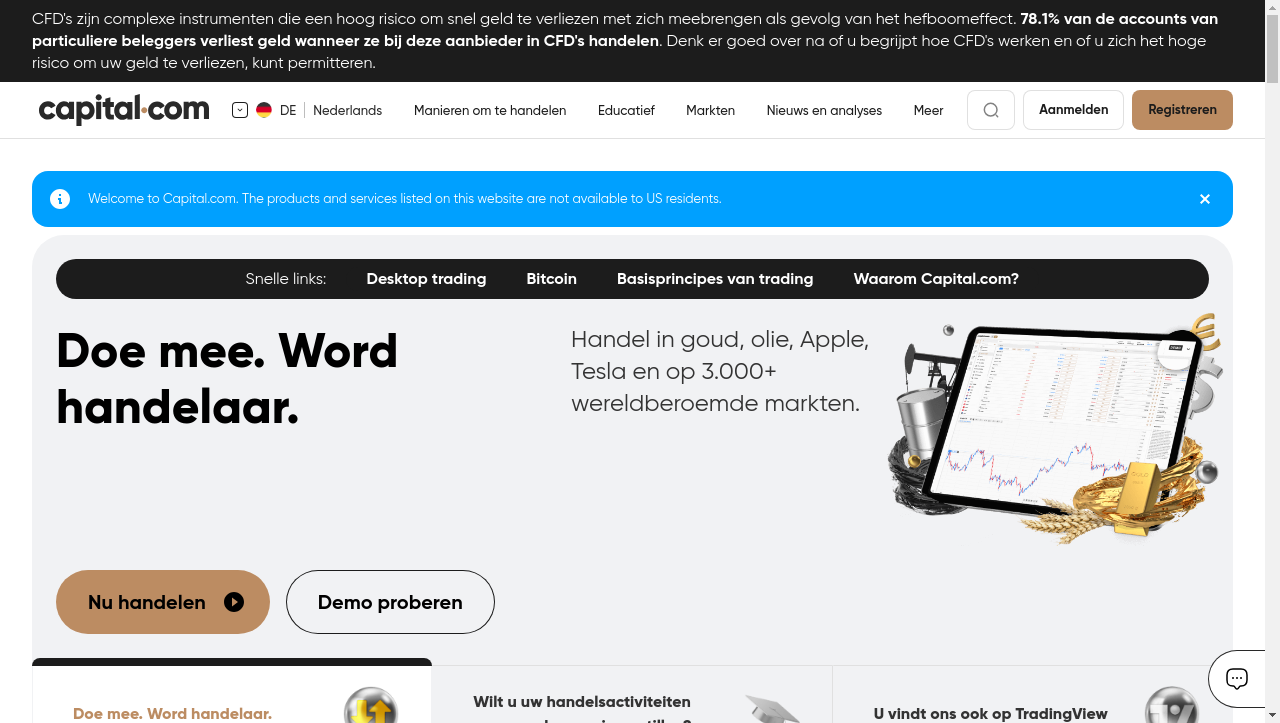 CFD's zijn complexe instrumenten die een hoog risico om snel geld te verliezen met zich meebrengen als gevolg van het hefboomeffect. 78.1% van de accounts van
particuliere beleggers verliest geld wanneer ze bij deze aanbieder in CFD's handelen. Denk er goed over na of u begrijpt hoe CFD's werken en of u zich het hoge
risico om uw geld te verliezen, kunt permitteren.
capital.com
DE Nederlands
Manieren om te handelen
Educatief
Markten
Nieuws en analyses
Meer
Aanmelden
Registreren
Welcome to Capital.com. The products and services listed on this website are not available to US residents.
Snelle links: Desktop trading Bitcoin Basisprincipes van trading Waarom Capital.com?
Doe mee. Word
handelaar.
Handel in goud, olie, Apple,
Tesla en op 3.000+
wereldberoemde markten.
Nu handelen
Demo proberen
Doe mee. Word handelaar.
Wilt u uw handelsactiviteiten
U vindt ons ook op TradingView